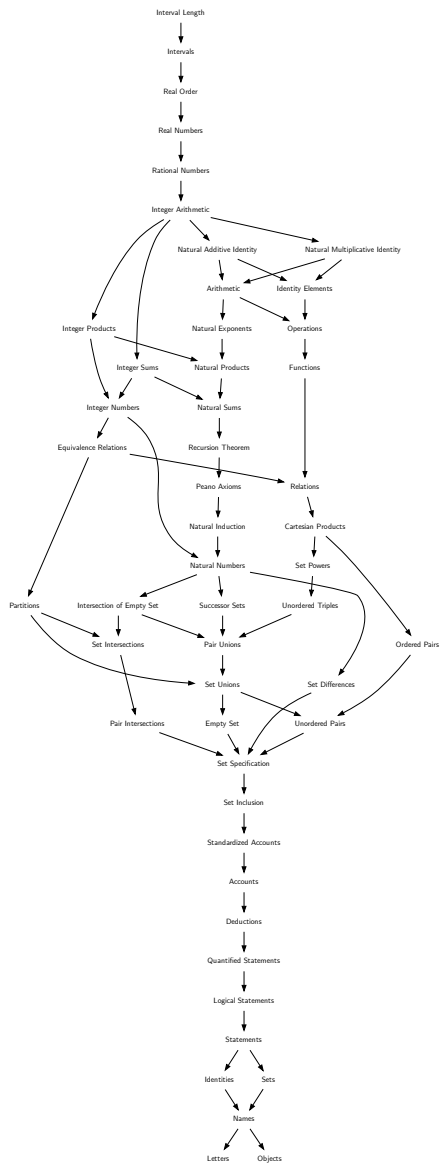 Interval Length
Intervals
Real Order
Real Numbers
Rational Numbers
Integer Arithmetic
Natural Additive Identity
Natural Multiplicative Identity
Arithmetic
Identity Elements
Integer Products
Natural Exponents
Operations
Integer Sums
Natural Products
Functions
Integer Numbers
Natural Sums
Equivalence Relations
Recursion Theorem
Peano Axioms
Relations
Natural Induction
Cartesian Products
Natural Numbers
Set Powers
Partitions
Intersection of Empty Set
Successor Sets
Unordered Triples
Set Intersections
Pair Unions
Ordered Pairs
Set Unions
Set Differences
Pair Intersections
Empty Set
Unordered Pairs
Set Specification
Set Inclusion
Standardized Accounts
Accounts
Deductions
Quantified Statements
Logical Statements
Statements
Identities
Sets
Names
Letters
Objects